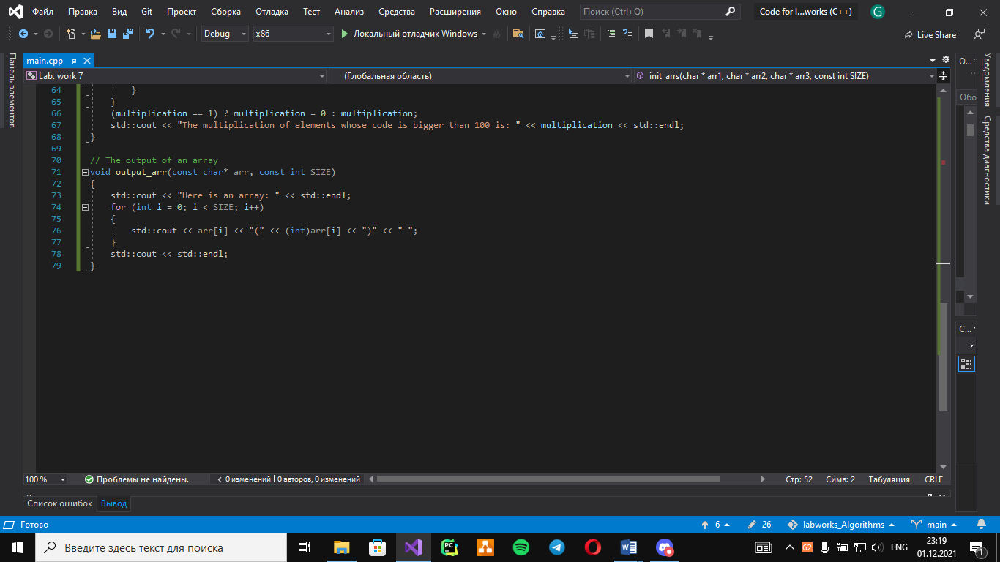 Файл Правка Вид Git Проект Сборка Отладка Тест Анализ Средства Расширения Окно Справка Поиск (Ctrl+Q) Code for l...works (C++) G
Debug x86 Локальный отладчик Windows Live Share
main.cpp
Lab. work 7 (Глобальная область) init_arrs(char * arr1, char * arr2, char * arr3, const int SIZE)
Панель элементов
64 }
65 }
66 (multiplication == 1) ? multiplication = 0 : multiplication;
67 std::cout << "The multiplication of elements whose code is bigger than 100 is: " << multiplication << std::endl;
68 }
69
70 // The output of an array
71 void output_arr(const char* arr, const int SIZE)
72 {
73 std::cout << "Here is an array: " << std::endl;
74 for (int i = 0; i < SIZE; i++)
75 {
76 std::cout << arr[i] << "(" << (int)arr[i] << ")" << " ";
77 }
78 std::cout << std::endl;
79 }
О...
Обо
С...
Уведомления
Средства диагностики
100 % Проблемы не найдены. 0 изменений | 0 авторов, 0 изменений Стр: 52 Симв: 2 Табуляция CRLF
Список ошибок Вывод
Готово 6 26 labworks_Algorithms main
Введите здесь текст для поиска PC W 62 ENG 23:19
01.12.2021 1